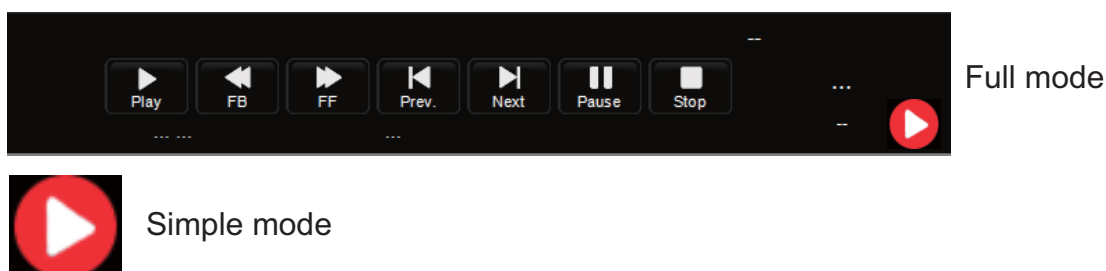 --
Full mode
Play FB FF Prev. Next Pause Stop
...
--
--- --- ---
Simple mode